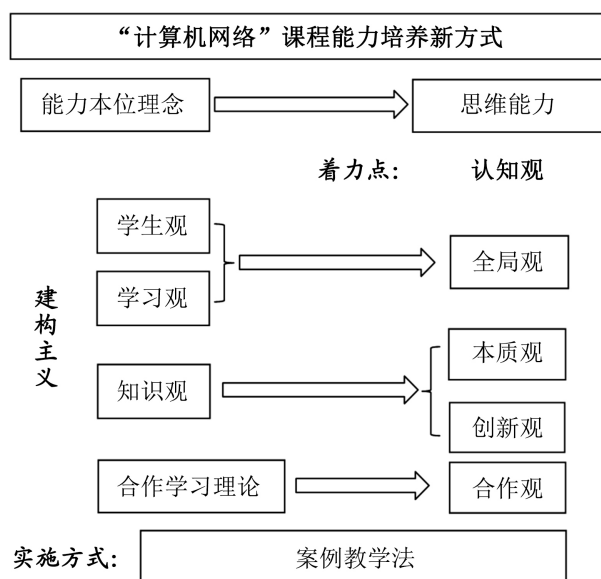 “计算机网络”课程能力培养新方式
能力本位理念
思维能力
着力点：
认知观
建构主义
学生观
学习观
全局观
知识观
本质观
创新观
合作学习理论
合作观
实施方式：
案例教学法